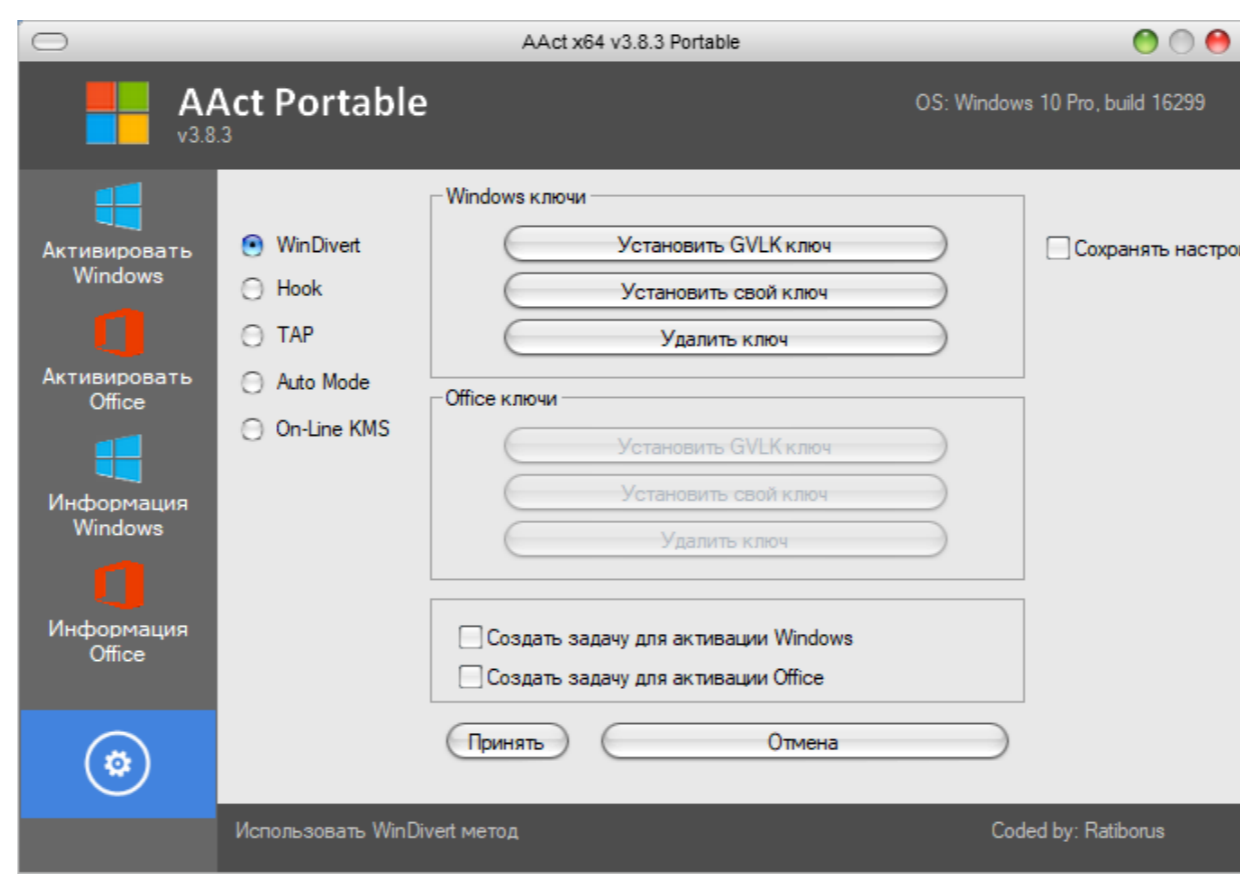 AAct x64 v3.8.3 Portable
AAct Portable
v3.8.3
OS: Windows 10 Pro, build 16299
Активировать
Windows
Активировать
Office
Информация
Windows
Информация
Office
WinDivert
Hook
TAP
Auto Mode
On-Line KMS
Windows ключи
Установить GVLK ключ
Установить свой ключ
Удалить ключ
Office ключи
Установить GVLK ключ
Установить свой ключ
Удалить ключ
Создать задачу для активации Windows
Создать задачу для активации Office
Принять
Отмена
Сохранять настро
Использовать WinDivert метод
Coded by: Ratiborus